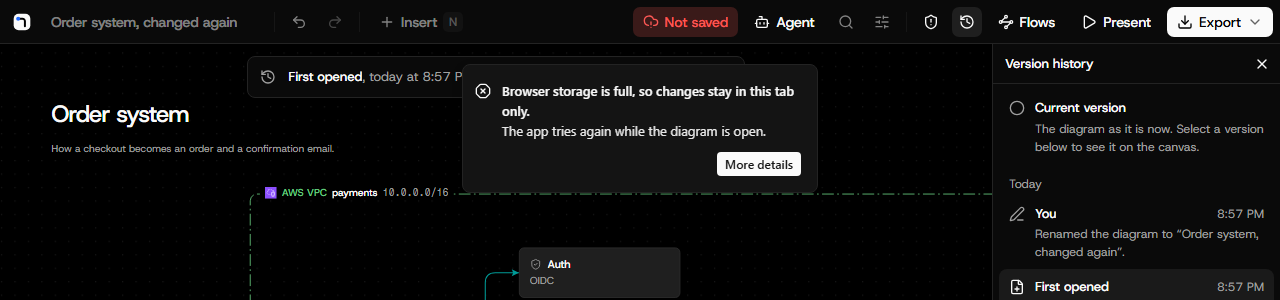 Order system, changed again
Insert N
Not saved
Agent
Flows
Present
Export
First opened, today at 8:57 P
Browser storage is full, so changes stay in this tab
only.
The app tries again while the diagram is open.
More details
Order system
How a checkout becomes an order and a confirmation email.
AWS VPC payments 10.0.0.0/16
Auth
OIDC
Version history
Current version
The diagram as it is now. Select a version
below to see it on the canvas.
Today
You 8:57 PM
Renamed the diagram to “Order system,
changed again”.
First opened 8:57 PM